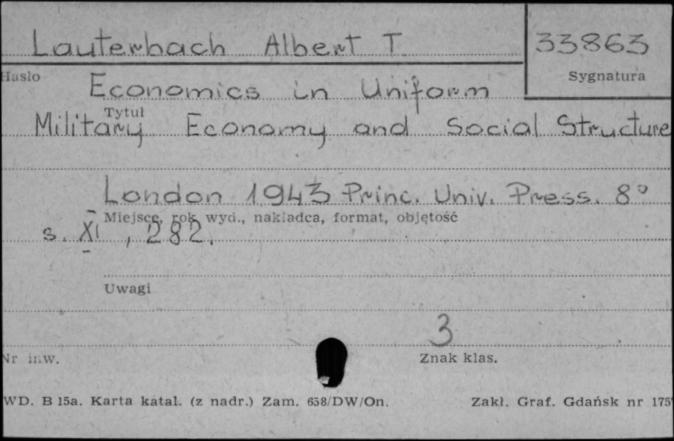 Lauterbach Albert T. 33863
Hasło Sygnatura
Economics in Uniform
Tytuł
Military Economy and Social Structure
London 1943 Princ. Univ. Press. 8°
Miejsce, rok wyd., nakładca, format, objętość
s. XI, 282.
Uwagi
3
Nr inw. Znak klas.
WD. B 15a. Karta katal. (z nadr.) Zam. 658/DW/On. Zakł. Graf. Gdańsk nr 175